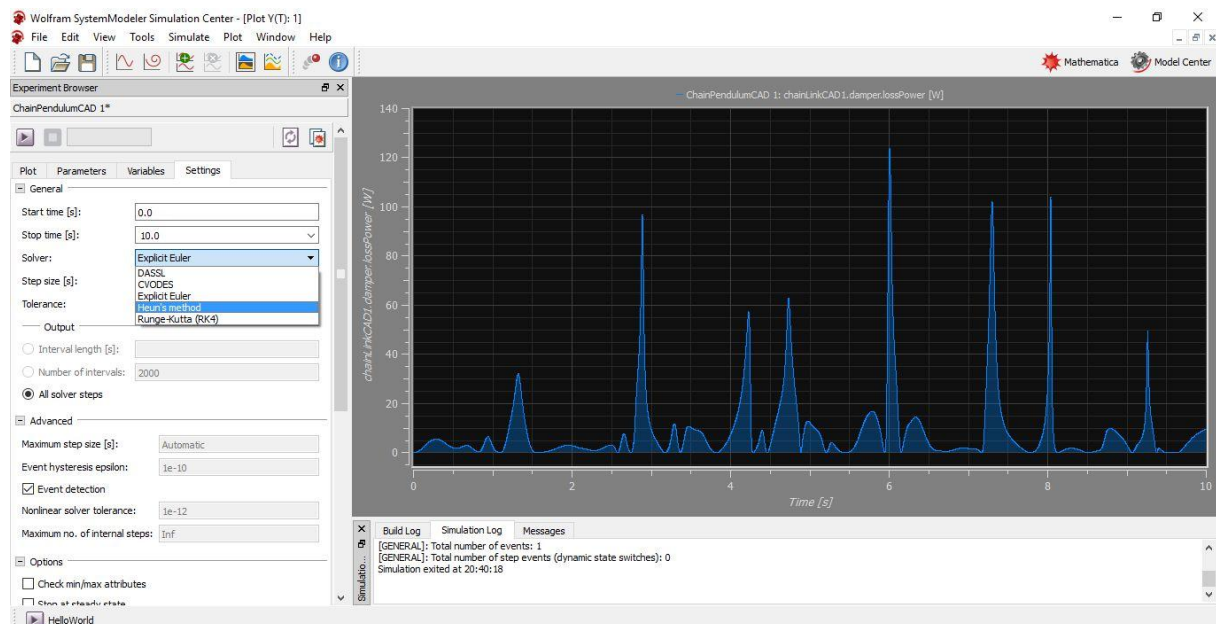 Wolfram SystemModeler Simulation Center - [Plot Y(T): 1]
File Edit View Tools Simulate Plot Window Help
Mathematica Model Center
Experiment Browser
ChainPendulumCAD 1*
Plot Parameters Variables Settings
General
Start time [s]: 0.0
Stop time [s]: 10.0
Solver: Explicit Euler
DASSL
CVODES
Explicit Euler
Heun's method
Runge-Kutta (RK4)
Step size [s]:
Tolerance:
Output
Interval length [s]:
Number of intervals: 2000
All solver steps
Advanced
Maximum step size [s]: Automatic
Event hysteresis epsilon: 1e-10
Event detection
Nonlinear solver tolerance: 1e-12
Maximum no. of internal steps: Inf
Options
Check min/max attributes
Stop at steady state
HelloWorld
ChainPendulumCAD 1: chainLinkCAD1.damper.lossPower [W]
chainLinkCAD1.damper.lossPower [W]
140
120
100
80
60
40
20
0
0 2 4 6 8 10
Time [s]
Simulatio...
Build Log Simulation Log Messages
[GENERAL]: Total number of events: 1
[GENERAL]: Total number of step events (dynamic state switches): 0
Simulation exited at 20:40:18